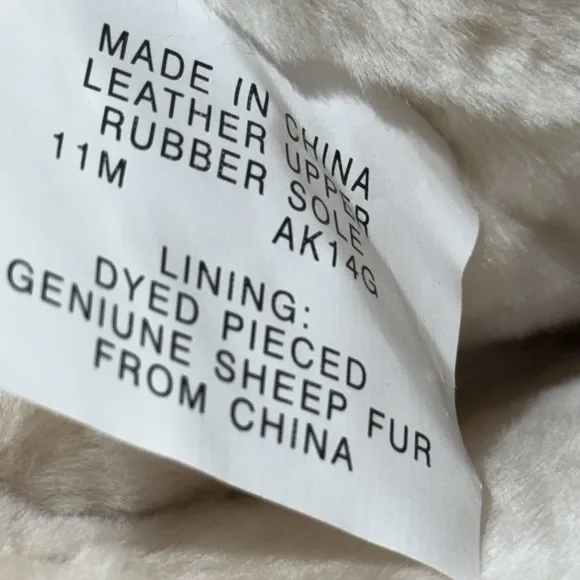 MADE IN CHINA
LEATHER UPPER
RUBBER SOLE
11M AK14G
LINING:
DYED PIECED
GENIUNE SHEEP FUR
FROM CHINA